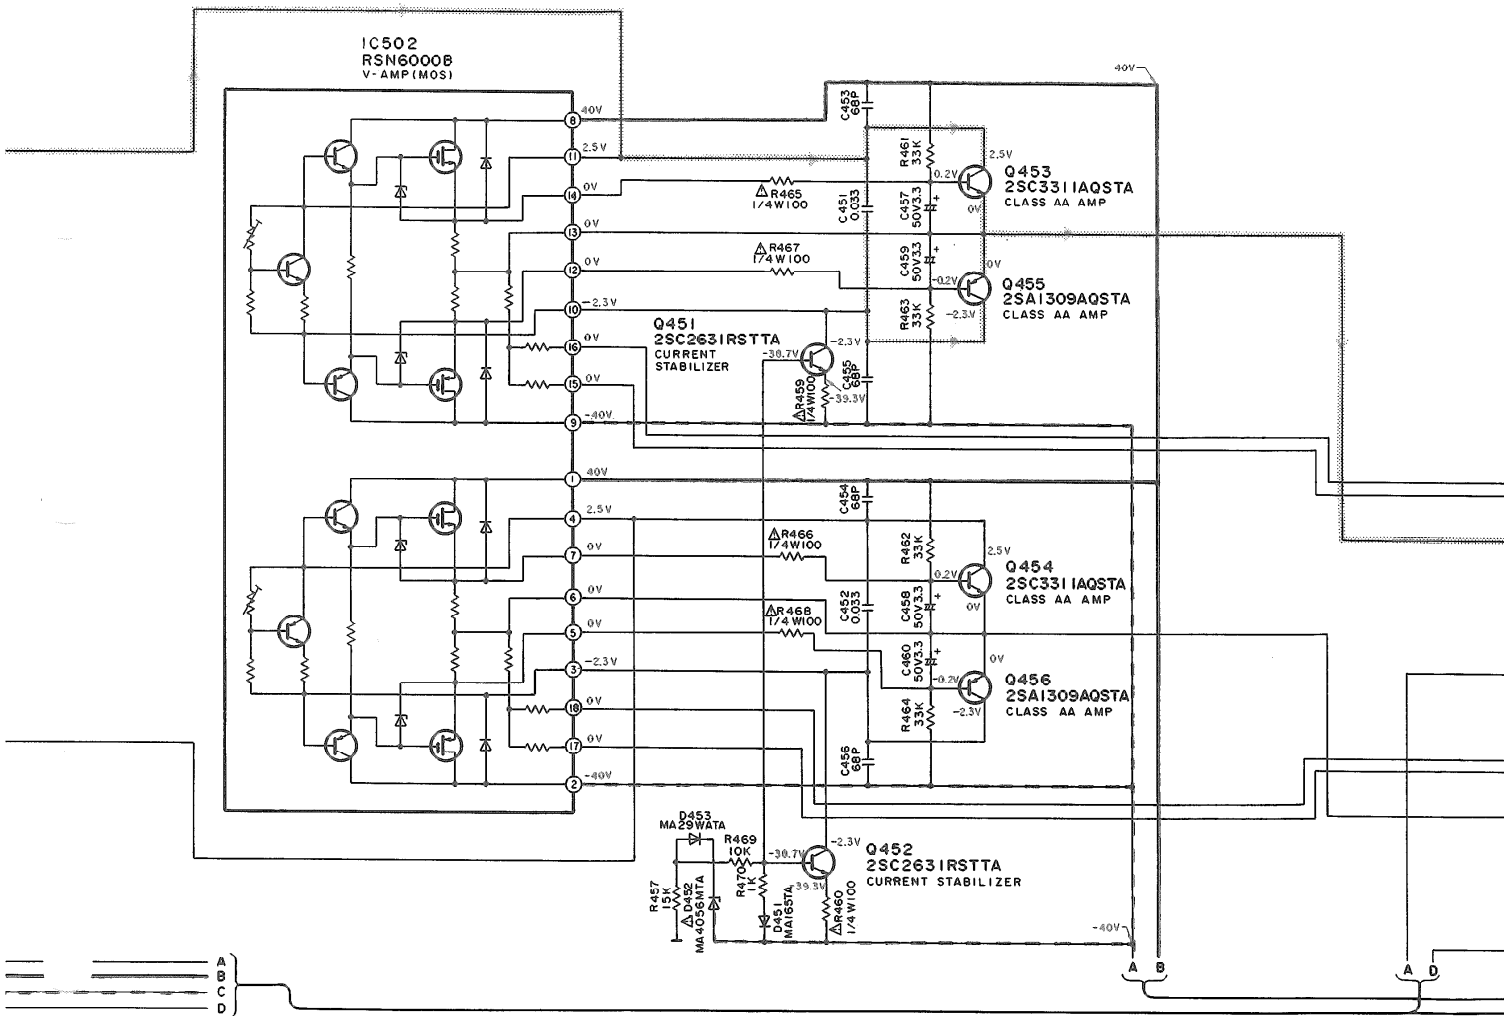 IC502
RSN6000B
V-AMP(MOS)
8
40V
11
2.5V
14
0V
13
0V
12
0V
10
-2.3V
16
0V
15
0V
9
-40V
1
40V
4
2.5V
7
0V
6
0V
5
0V
3
-2.3V
18
0V
17
0V
2
-40V
40V
C453
68P
R461
33K
2.5V
Q453
2SC3311AQSTA
CLASS AA AMP
0.2V
0V
⚠R465
1/4W100
C451
0.033
C457
50V3.3
+
⚠R467
1/4W100
C459
50V3.3
+
0V
-0.2V
Q455
2SA1309AQSTA
CLASS AA AMP
-2.3V
R463
33K
Q451
2SC2631RSTTA
CURRENT
STABILIZER
-38.7V
-2.3V
C455
68P
⚠R459
1/4W100
-39.3V
C454
68P
R462
33K
2.5V
Q454
2SC3311AQSTA
CLASS AA AMP
0.2V
0V
⚠R466
1/4W100
C452
0.033
C458
50V3.3
+
⚠R468
1/4W100
C460
50V3.3
+
0V
-0.2V
Q456
2SA1309AQSTA
CLASS AA AMP
-2.3V
R464
33K
C456
68P
D453
MA29WATA
R469
10K
-38.7V
-2.3V
Q452
2SC2631RSTTA
CURRENT STABILIZER
R457
15K
⚠D452
MA4056MTA
R470
1K
D451
MA165TA
-39.3V
⚠R460
1/4W100
-40V
A B
A D
A
B
C
D